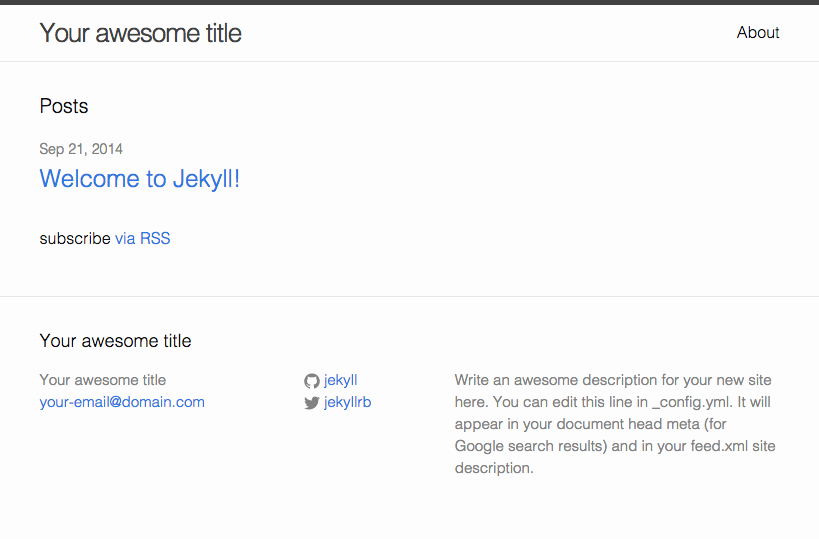 Your awesome title
About
Posts
Sep 21, 2014
Welcome to Jekyll!
subscribe via RSS
Your awesome title
Your awesome title
your-email@domain.com
jekyll
jekyllrb
Write an awesome description for your new site
here. You can edit this line in _config.yml. It will
appear in your document head meta (for
Google search results) and in your feed.xml site
description.